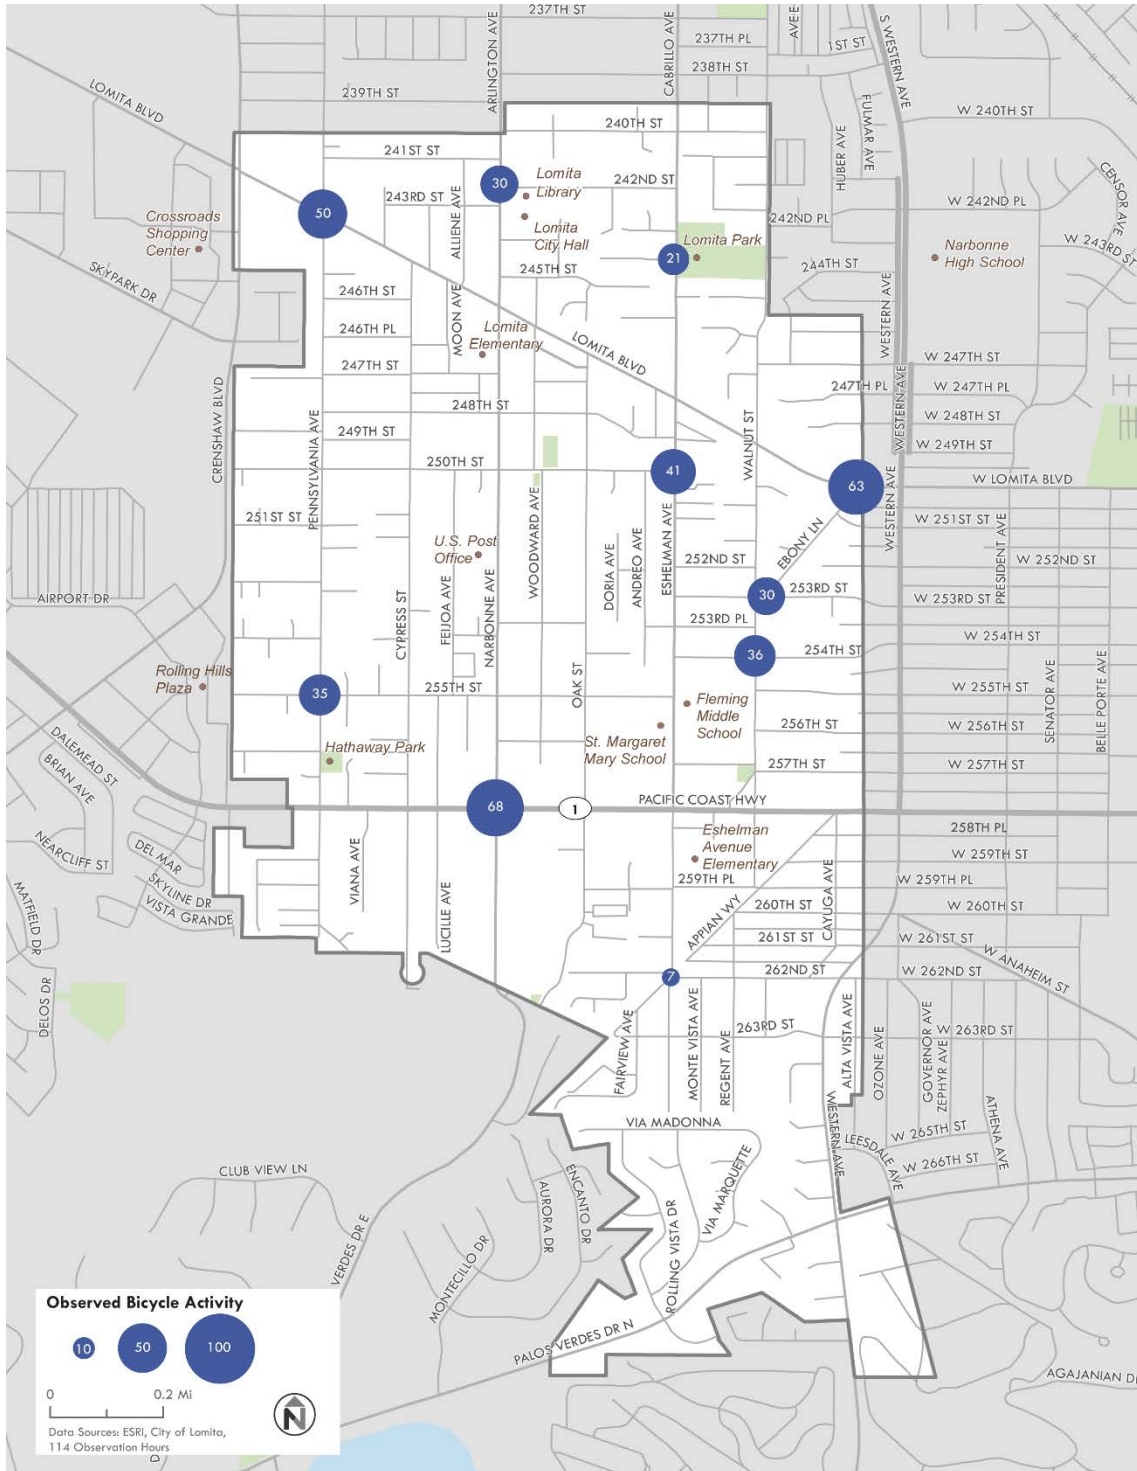 237TH ST
ARLINGTON AVE
CABRILLO AVE
AVE
237TH PL
1ST ST
S WESTERN AVE
238TH ST
LOMITA BLVD
239TH ST
FULMAR AVE
HUBER AVE
W 240TH ST
240TH ST
241ST ST
Lomita
Library
30
242ND ST
CENSOR AVE
243RD ST
ALLIENE AVE
50
W 242ND PL
242ND PL
Crossroads
Shopping
Center
Lomita
City Hall
Lomita Park
21
W 243RD ST
Narbonne
High School
SKYPARK DR
245TH ST
244TH ST
246TH ST
MOON AVE
WESTERN AVE
246TH PL
Lomita
Elementary
LOMITA BLVD
W 247TH ST
247TH ST
247TH PL
W 247TH PL
CRENSHAW BLVD
248TH ST
WALNUT ST
WESTERN AVE
W 248TH ST
249TH ST
PENNSYLVANIA AVE
W 249TH ST
250TH ST
41
W LOMITA BLVD
63
WOODWARD AVE
WESTERN AVE
251ST ST
W 251ST ST
PRESIDENT AVE
U.S. Post
Office
DORIA AVE
ANDREO AVE
ESHELMAN AVE
252ND ST
EBONY LN
W 252ND ST
AIRPORT DR
CYPRESS ST
FEIJOA AVE
NARBONNE AVE
30
253RD ST
W 253RD ST
253RD PL
W 254TH ST
36
254TH ST
Rolling Hills
Plaza
35
255TH ST
OAK ST
W 255TH ST
SENATOR AVE
BELLE PORTE AVE
Fleming
Middle
School
256TH ST
W 256TH ST
DALEMEAD ST
BRIAN AVE
Hathaway Park
St. Margaret
Mary School
257TH ST
W 257TH ST
68
1
PACIFIC COAST HWY
NEARCLIFF ST
DEL MAR
258TH PL
Eshelman
Avenue
Elementary
W 259TH ST
SKYLINE DR
VISTA GRANDE
VIANA AVE
259TH PL
W 259TH PL
MATFIELD DR
LUCILLE AVE
APPIAN WY
260TH ST
CAYUGA AVE
W 260TH ST
261ST ST
W 261ST ST
W ANAHEIM ST
7
262ND ST
W 262ND ST
DELOS DR
FAIRVIEW AVE
MONTE VISTA AVE
REGENT AVE
263RD ST
ALTA VISTA AVE
OZONE AVE
GOVERNOR AVE
ZEPHYR AVE
W 263RD ST
ATHENA AVE
VIA MADONNA
WESTERN AVE
LEESDALE AVE
W 265TH ST
W 266TH ST
CLUB VIEW LN
ENCANTO DR
AURORA DR
VIA MARQUETTE
ROLLING VISTA DR
VERDES DR E
MONTECILLO DR
PALOS VERDES DR N
AGAJANIAN D
Observed Bicycle Activity
10 50 100
0 0.2 Mi
N
Data Sources: ESRI, City of Lomita,
114 Observation Hours